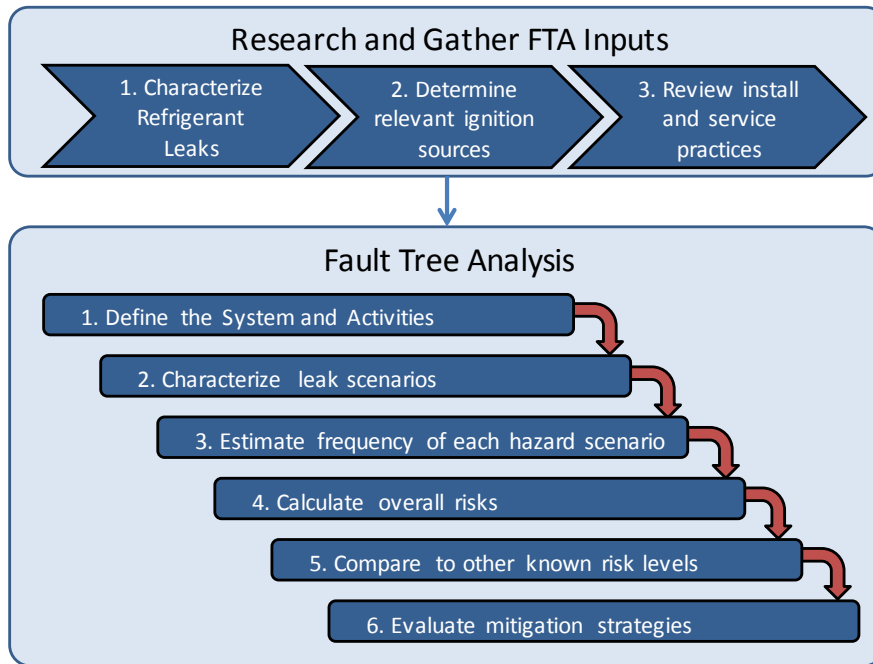 Research and Gather FTA Inputs
1. Characterize
Refrigerant
Leaks
2. Determine
relevant ignition
sources
3. Review install
and service
practices
Fault Tree Analysis
1. Define the System and Activities
2. Characterize leak scenarios
3. Estimate frequency of each hazard scenario
4. Calculate overall risks
5. Compare to other known risk levels
6. Evaluate mitigation strategies